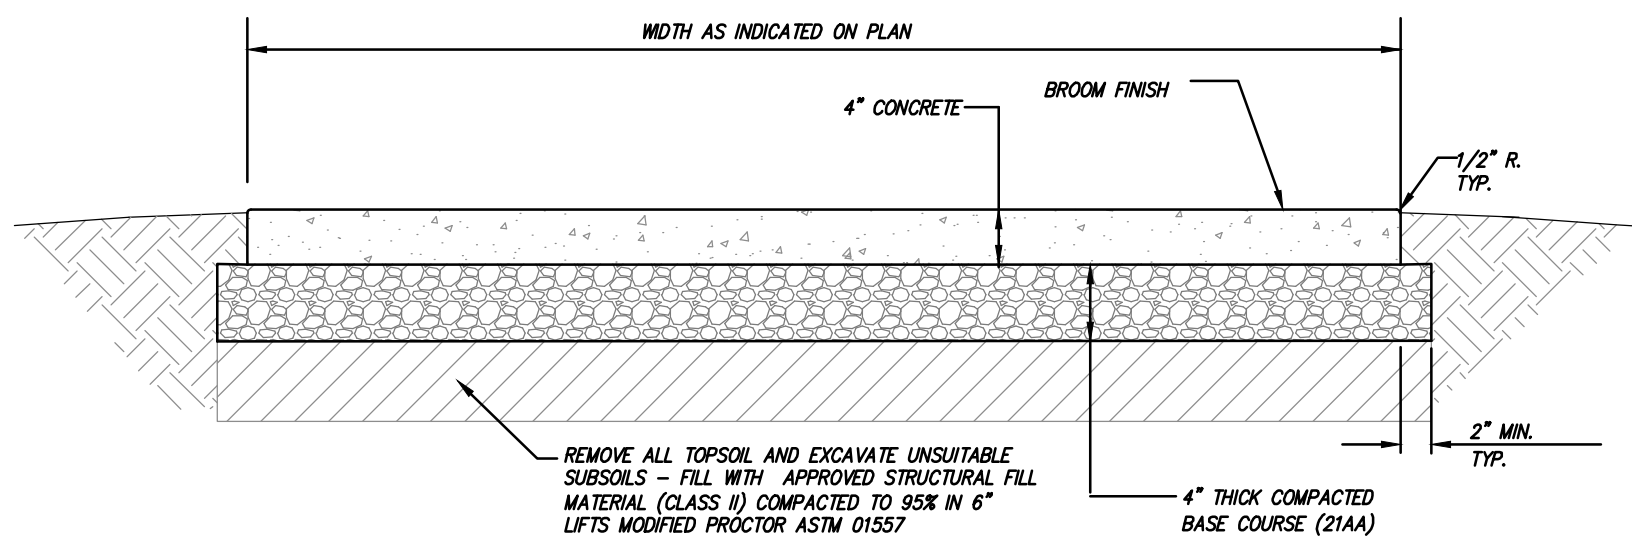 WIDTH AS INDICATED ON PLAN
BROOM FINISH
4" CONCRETE
1/2" R.
TYP.
2" MIN.
TYP.
REMOVE ALL TOPSOIL AND EXCAVATE UNSUITABLE
SUBSOILS - FILL WITH APPROVED STRUCTURAL FILL
MATERIAL (CLASS II) COMPACTED TO 95% IN 6"
LIFTS MODIFIED PROCTOR ASTM 01557
4" THICK COMPACTED
BASE COURSE (21AA)